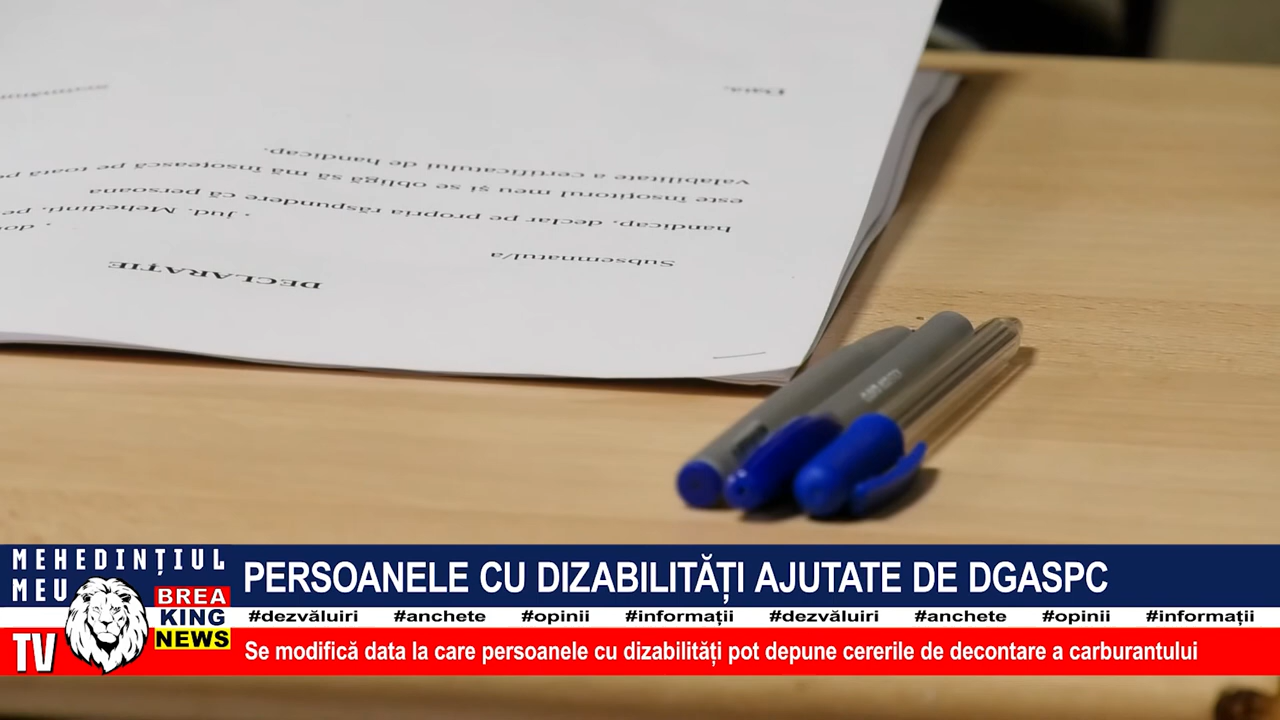 DECLARAȚIE
Subsemnatul/a
, do
handicap, declar pe propria răspundere că persoana
, jud. Mehedinți, pe
este însoțitorul meu și se obligă să mă însoțească pe toată pe
valabilitate a certificatului de handicap.
Data,
MEHEDINȚIUL
MEU
TV
BREA
KING
NEWS
PERSOANELE CU DIZABILITĂȚI AJUTATE DE DGASPC
#dezvăluiri #anchete #opinii #informații #dezvăluiri #anchete #opinii #informații
Se modifică data la care persoanele cu dizabilități pot depune cererile de decontare a carburantului